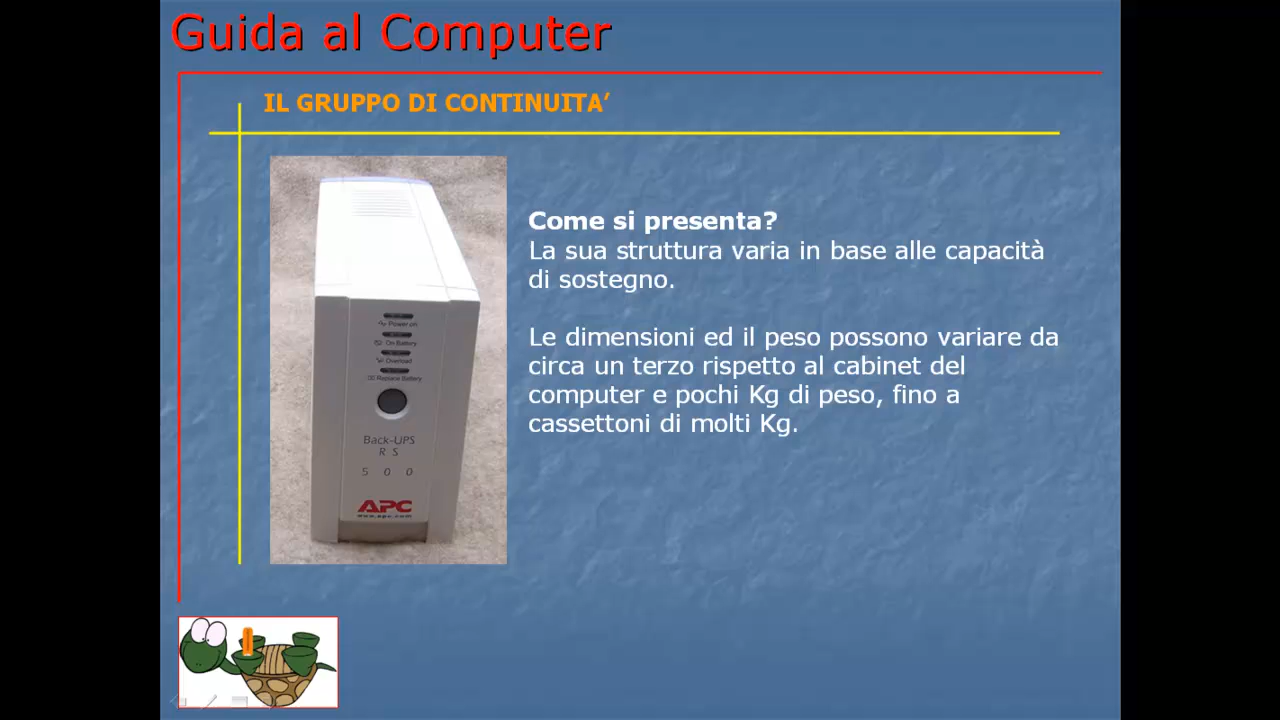 Guida al Computer
IL GRUPPO DI CONTINUITA’
Come si presenta?
La sua struttura varia in base alle capacità
di sostegno.
Le dimensioni ed il peso possono variare da
circa un terzo rispetto al cabinet del
computer e pochi Kg di peso, fino a
cassettoni di molti Kg.
Power on
On Battery
Overload
Replace Battery
Back-UPS
R S
5 0 0
APC
www.apc.com